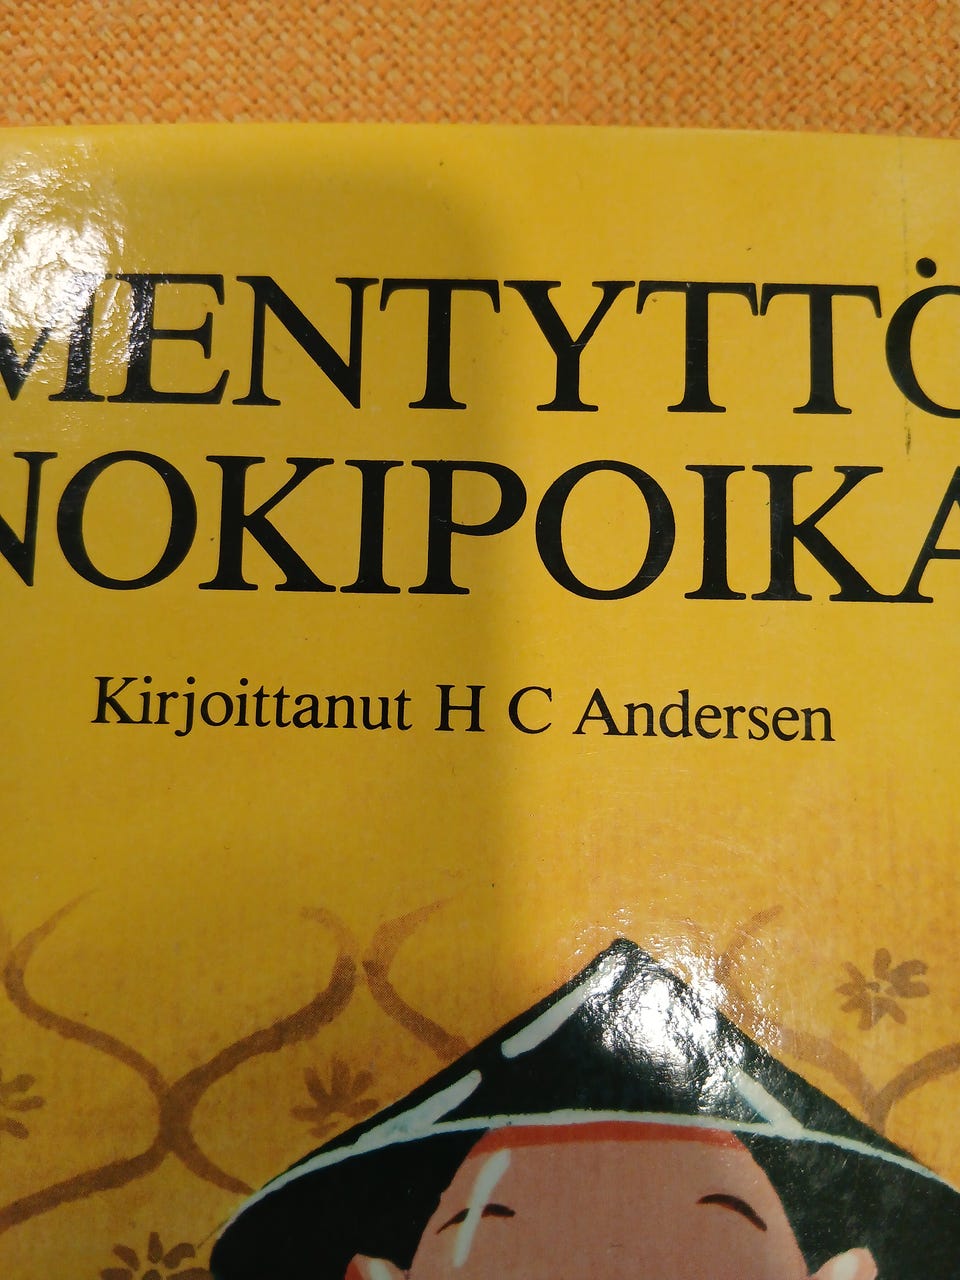 MENTYTTÖ
NOKIPOIKA
Kirjoittanut H C Andersen